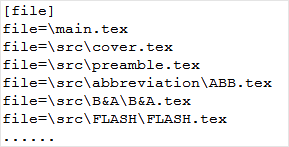 [file]
file=\main.tex
file=\src\cover.tex
file=\src\preamble.tex
file=\src\abbreviation\ABB.tex
file=\src\B&A\B&A.tex
file=\src\FLASH\FLASH.tex
......